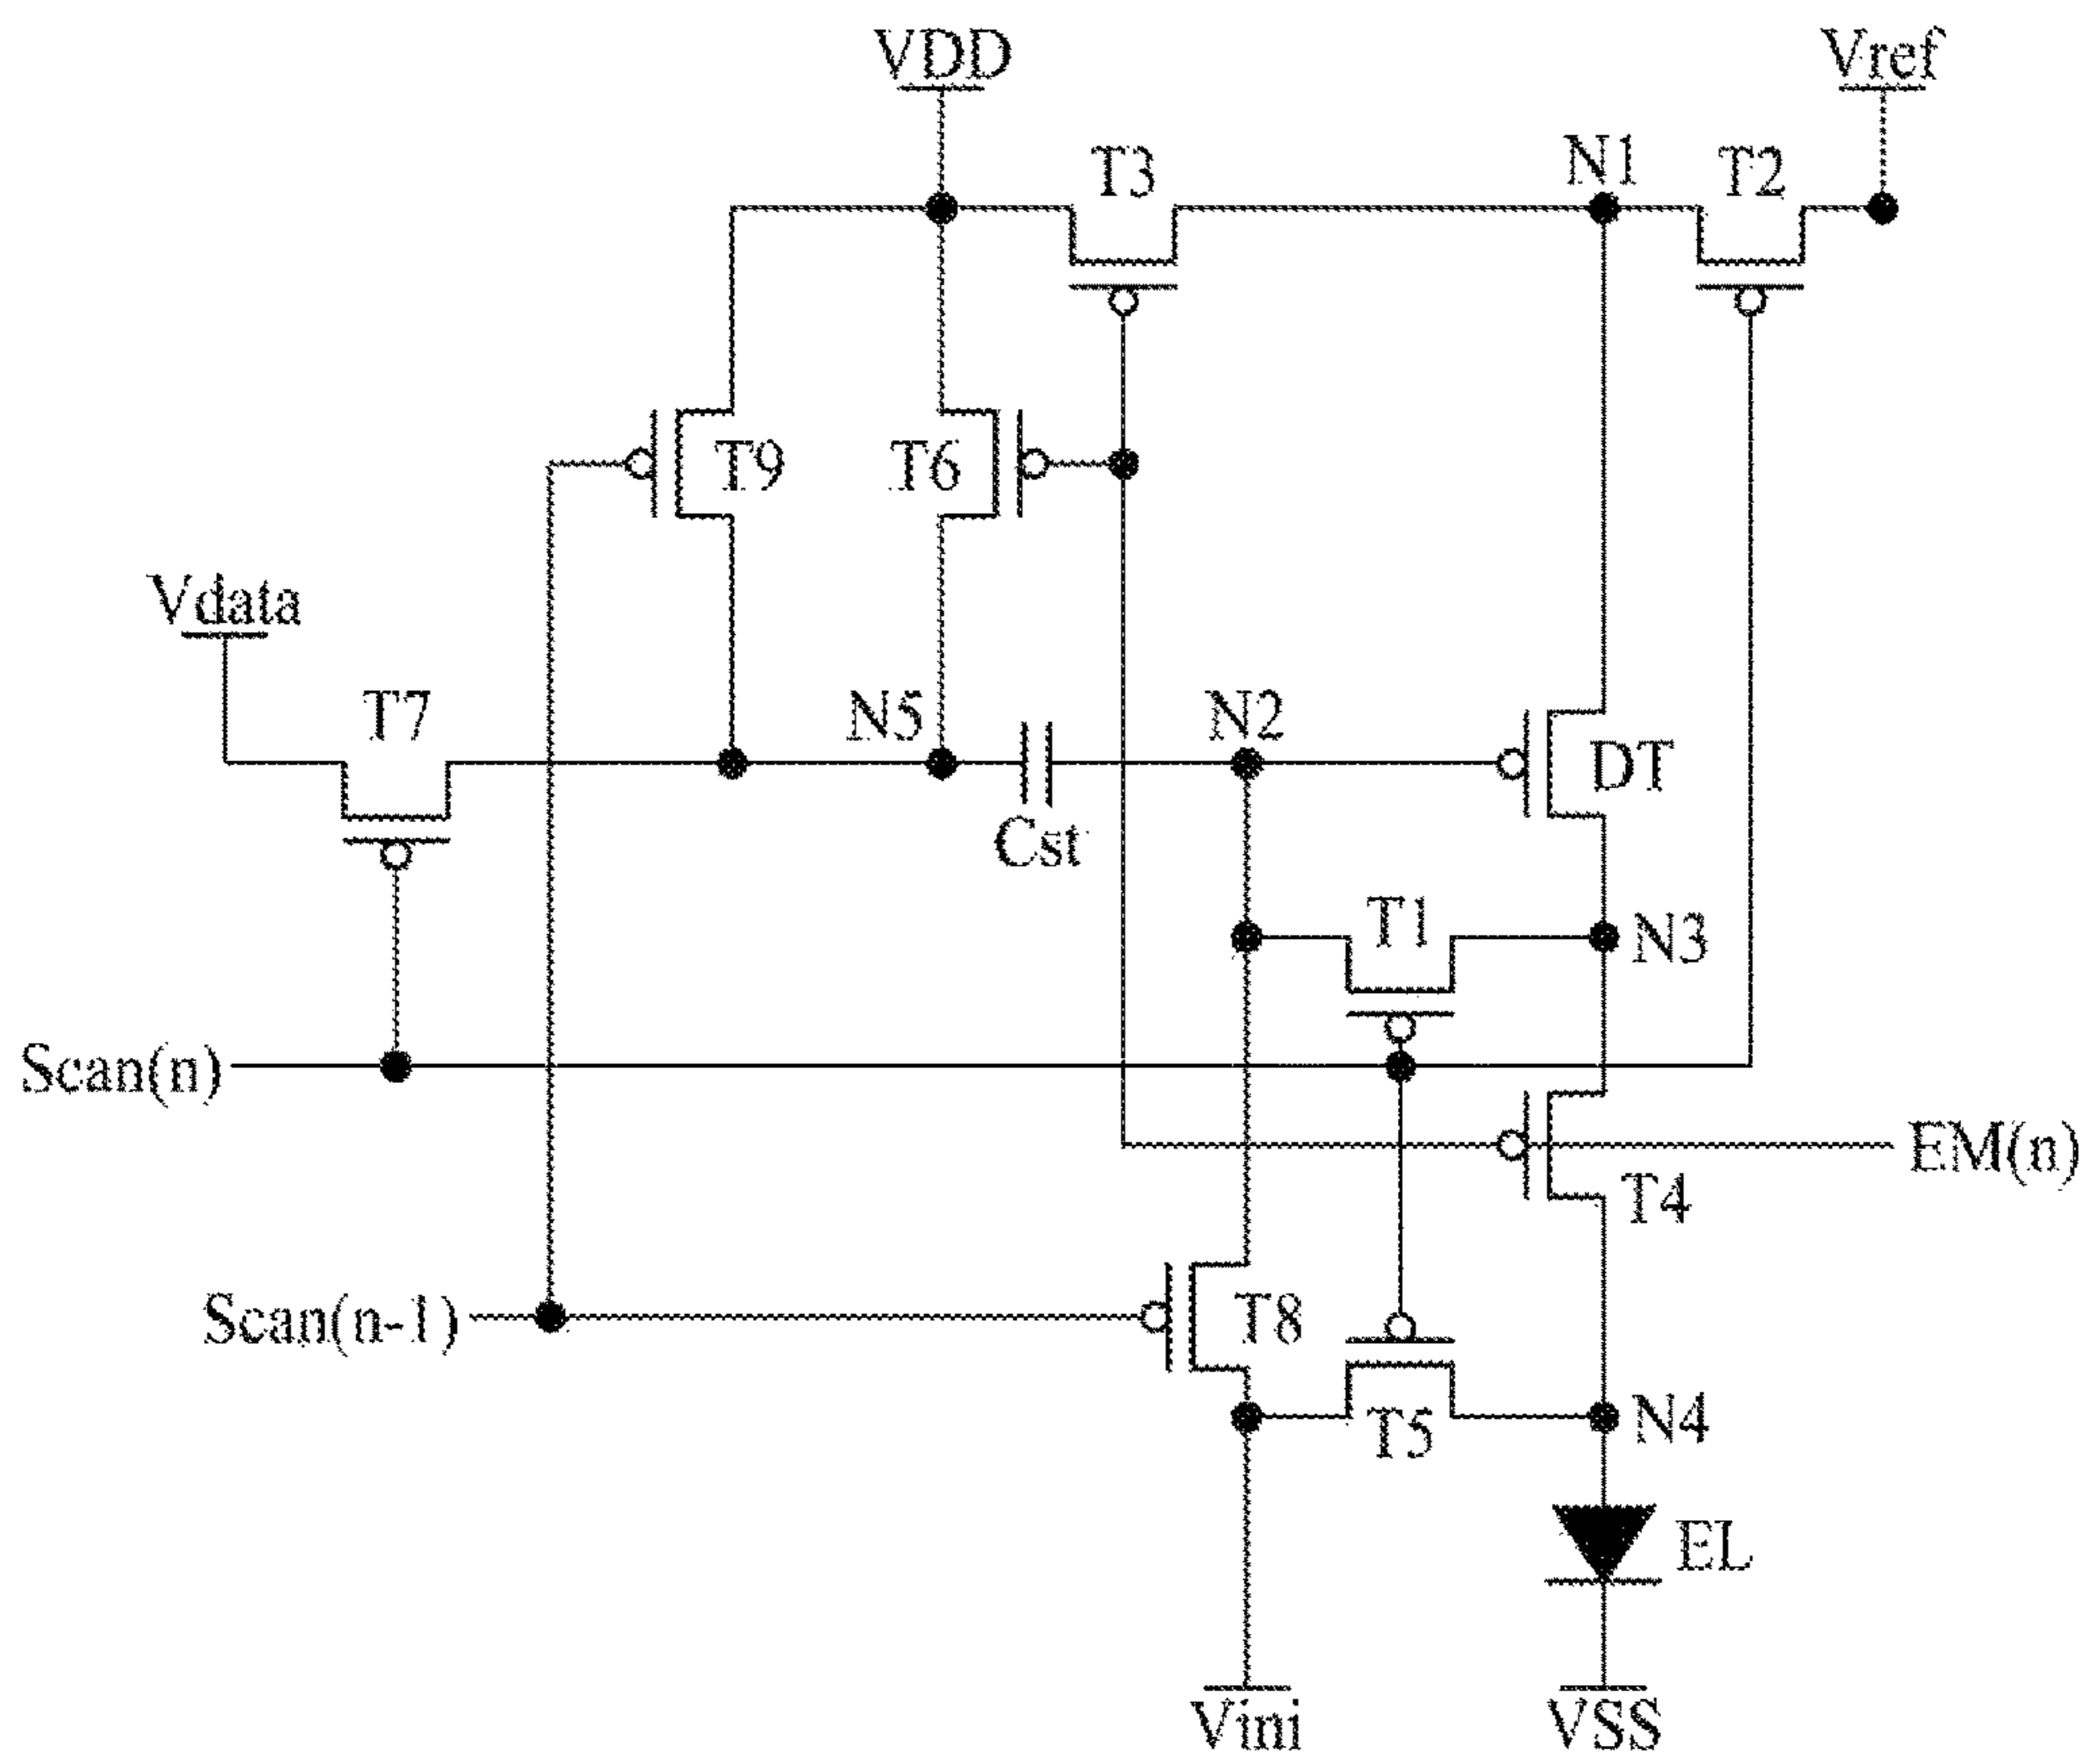 VDD
Vref
T3
N1
T2
T9
T6
Vdata
T7
N5
N2
DT
Cst
T1
N3
Scan(n)
EM(n)
T4
Scan(n-1)
T8
T5
N4
EL
Vini
VSS